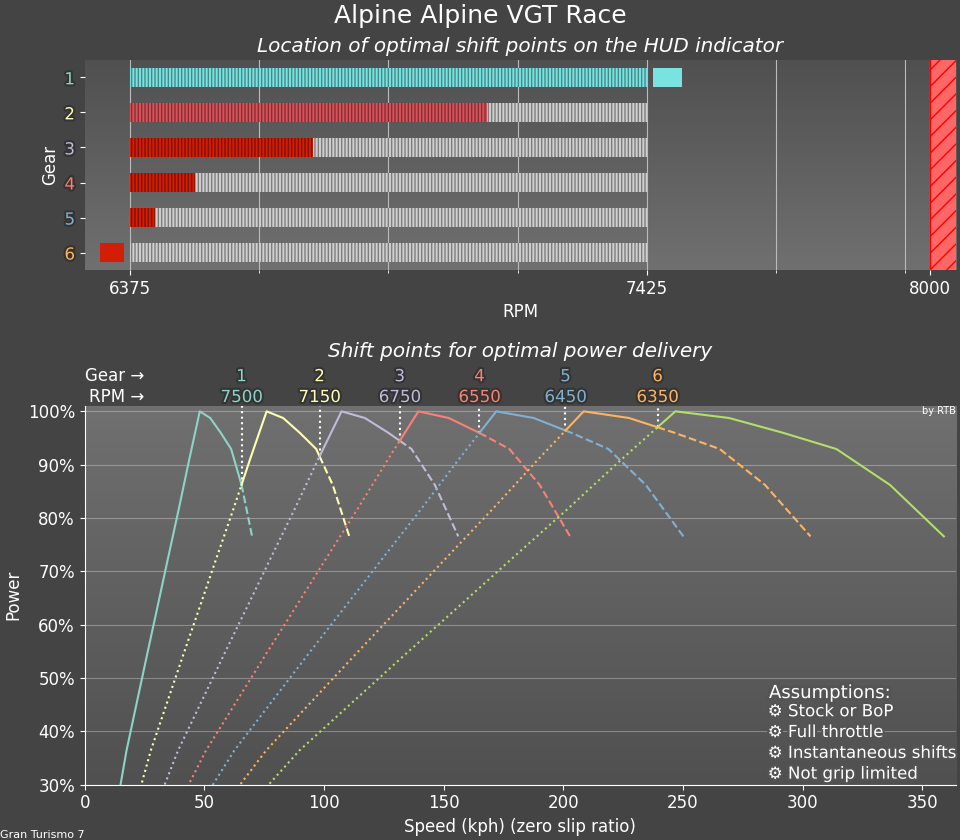 Alpine Alpine VGT Race
Location of optimal shift points on the HUD indicator
Gear
1
2
3
4
5
6
6375
7425
8000
RPM
Shift points for optimal power delivery
Gear → 1 2 3 4 5 6
RPM → 7500 7150 6750 6550 6450 6350
by RTB
Power
100%
90%
80%
70%
60%
50%
40%
30%
Assumptions:
⚙ Stock or BoP
⚙ Full throttle
⚙ Instantaneous shifts
⚙ Not grip limited
0 50 100 150 200 250 300 350
Speed (kph) (zero slip ratio)
Gran Turismo 7